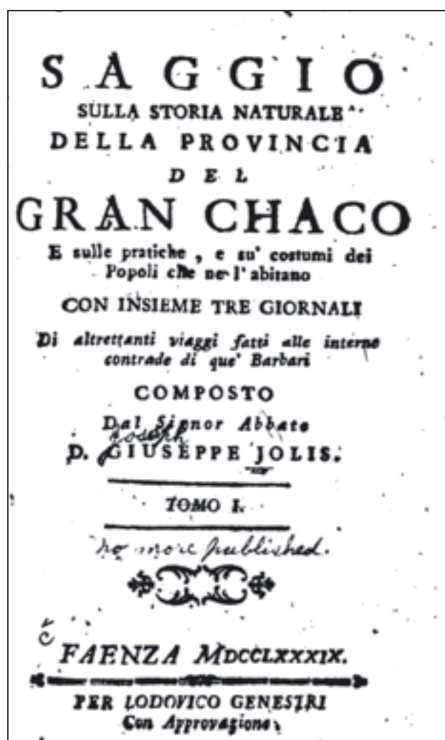 SAGGIO
SULLA STORIA NATURALE
DELLA PROVINCIA
DEL
GRAN CHACO
E sulle pratiche, e su' costumi dei
Popoli che ne l'abitano
CON INSIEME TRE GIORNALI
Di altrettanti viaggi fatti alle interne
contrade di que' Barbari
COMPOSTO
Dal Signor Abbate
Joseph
D. GIUSEPPE JOLIS.
TOMO I.
no more published.
FAENZA MDCCLXXXIX.
PER LODOVICO GENESTRI
Con Approvazione.